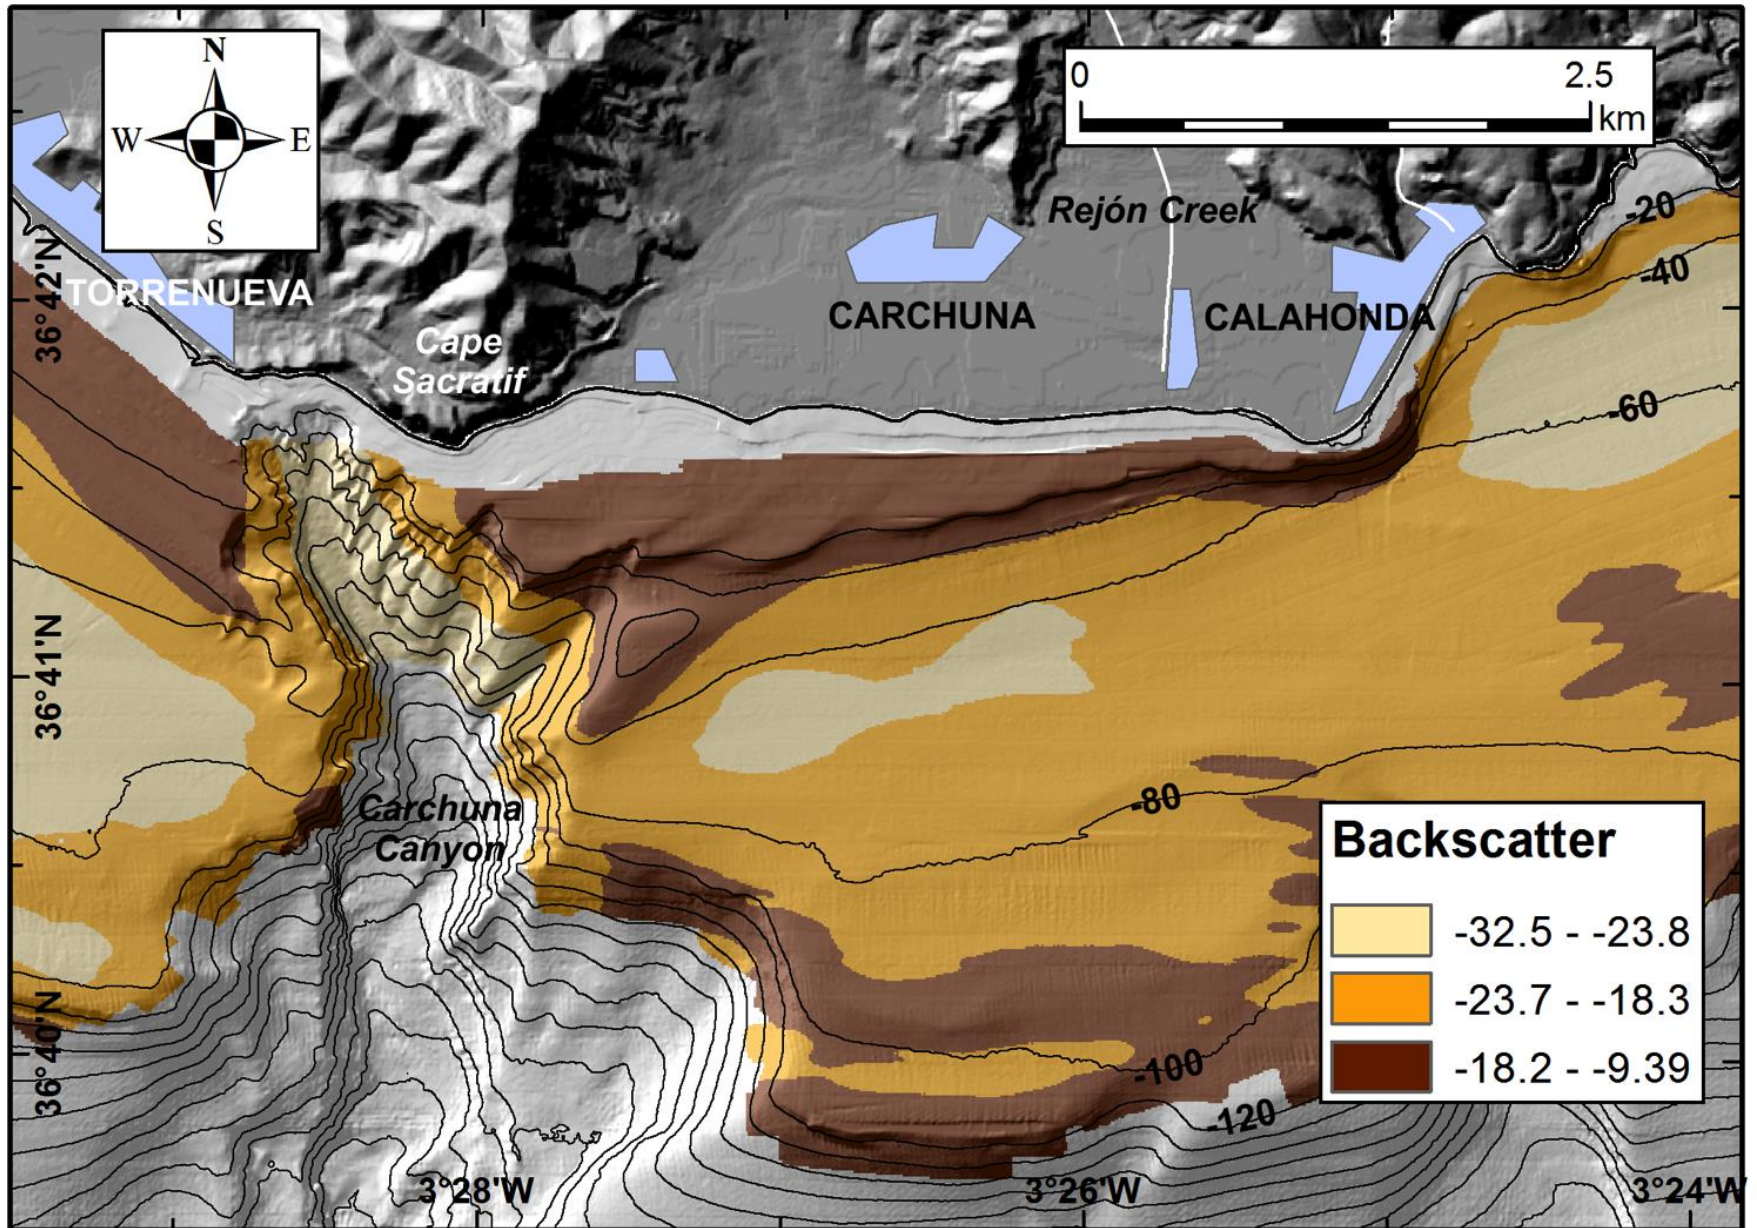 N
W E
S
0 2.5
km
Rejón Creek
-20
-40
36°42'N
TORRENUEVA
CARCHUNA
CALAHONDA
Cape
Sacratif
-60
36°41'N
-80
Carchuna
Canyon
Backscatter
-32.5 - -23.8
-23.7 - -18.3
-18.2 - -9.39
36°40'N
-100
-120
3°28'W
3°26'W
3°24'W